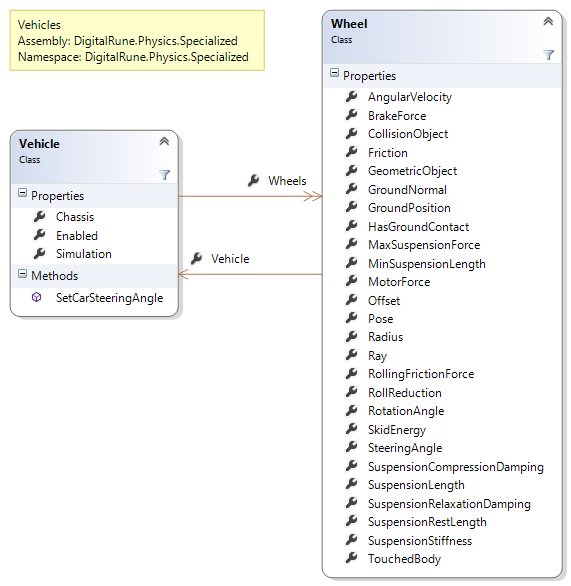 Vehicles
Assembly: DigitalRune.Physics.Specialized
Namespace: DigitalRune.Physics.Specialized
Vehicle
Class
Properties
Chassis
Enabled
Simulation
Methods
SetCarSteeringAngle
Wheels
Vehicle
Wheel
Class
Properties
AngularVelocity
BrakeForce
CollisionObject
Friction
GeometricObject
GroundNormal
GroundPosition
HasGroundContact
MaxSuspensionForce
MinSuspensionLength
MotorForce
Offset
Pose
Radius
Ray
RollingFrictionForce
RollReduction
RotationAngle
SkidEnergy
SteeringAngle
SuspensionCompressionDamping
SuspensionLength
SuspensionRelaxationDamping
SuspensionRestLength
SuspensionStiffness
TouchedBody